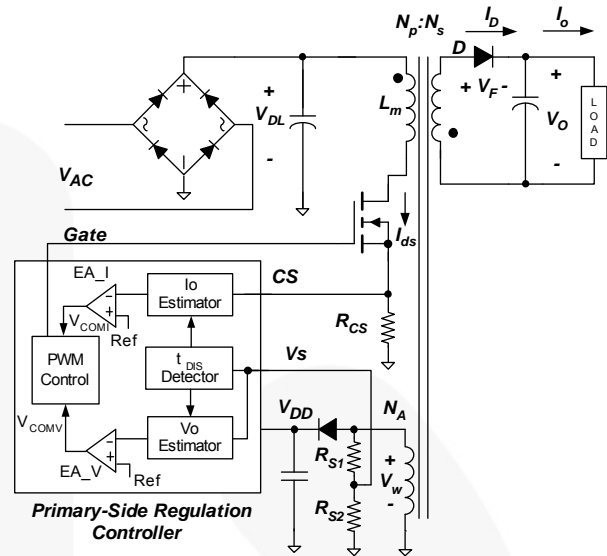 Np:Ns
ID
Io
D
+ VF -
+
VDL
-
Lm
+
VO
-
LOAD
VAC
Gate
Ids
EA_I
CS
Io
Estimator
VCOMI
Ref
RCS
PWM
Control
tDIS
Detector
Vs
VCOMV
Vo
Estimator
VDD
NA
EA_V
Ref
RS1
+
Vw
-
RS2
Primary-Side Regulation
Controller